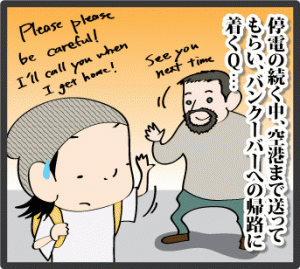 停電の続く中、空港まで送って
もらい、バンクーバーへの帰路に
着くQ…
Please please
be careful!
I'll call you when
I get home!
See you
next time